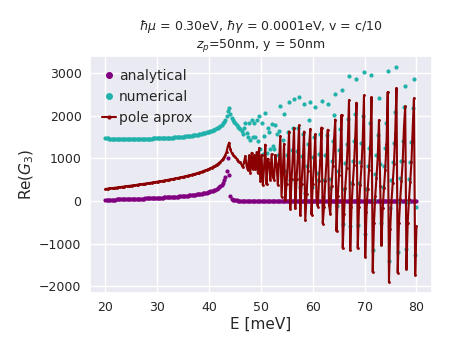 ħμ = 0.30eV, ħγ = 0.0001eV, v = c/10
z_p=50nm, y = 50nm
Re(G₃)
3000
2000
1000
0
−1000
−2000
analytical
numerical
pole aprox
20 30 40 50 60 70 80
E [meV]